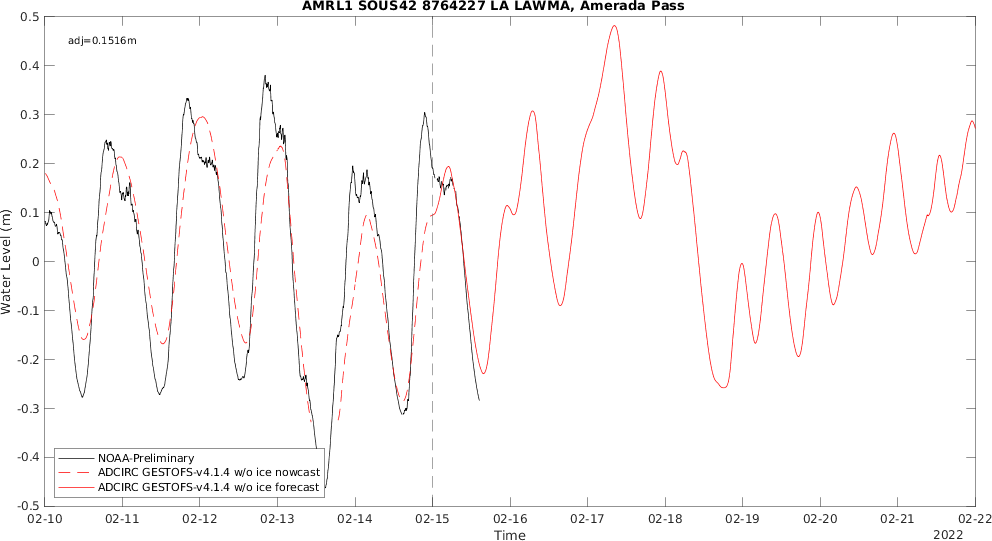 AMRL1 SOUS42 8764227 LA LAWMA, Amerada Pass
adj=0.1516m
0.5
0.4
0.3
0.2
0.1
0
-0.1
-0.2
-0.3
-0.4
-0.5
Water Level (m)
NOAA-Preliminary
ADCIRC GESTOFS-v4.1.4 w/o ice nowcast
ADCIRC GESTOFS-v4.1.4 w/o ice forecast
02-10 02-11 02-12 02-13 02-14 02-15 02-16 02-17 02-18 02-19 02-20 02-21 02-22
Time
2022